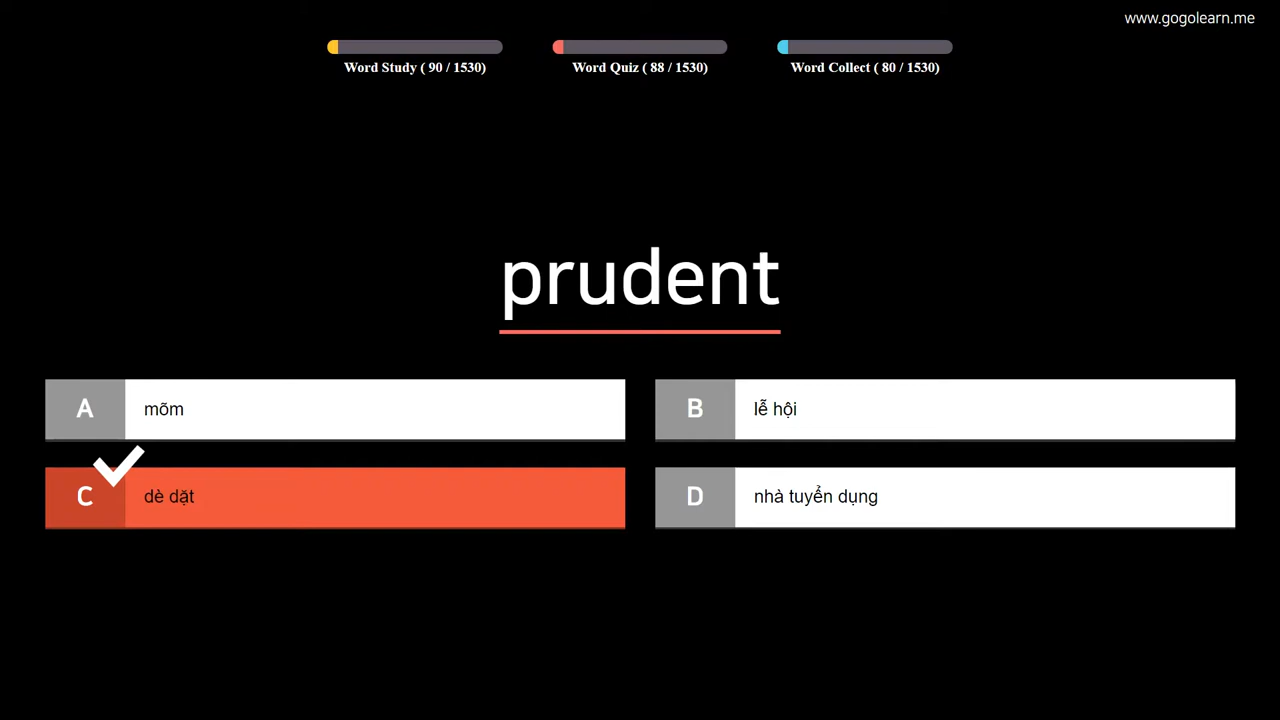 www.gogolearn.me
Word Study ( 90 / 1530)
Word Quiz ( 88 / 1530)
Word Collect ( 80 / 1530)
prudent
A mõm
B lễ hội
C dè dặt
D nhà tuyển dụng